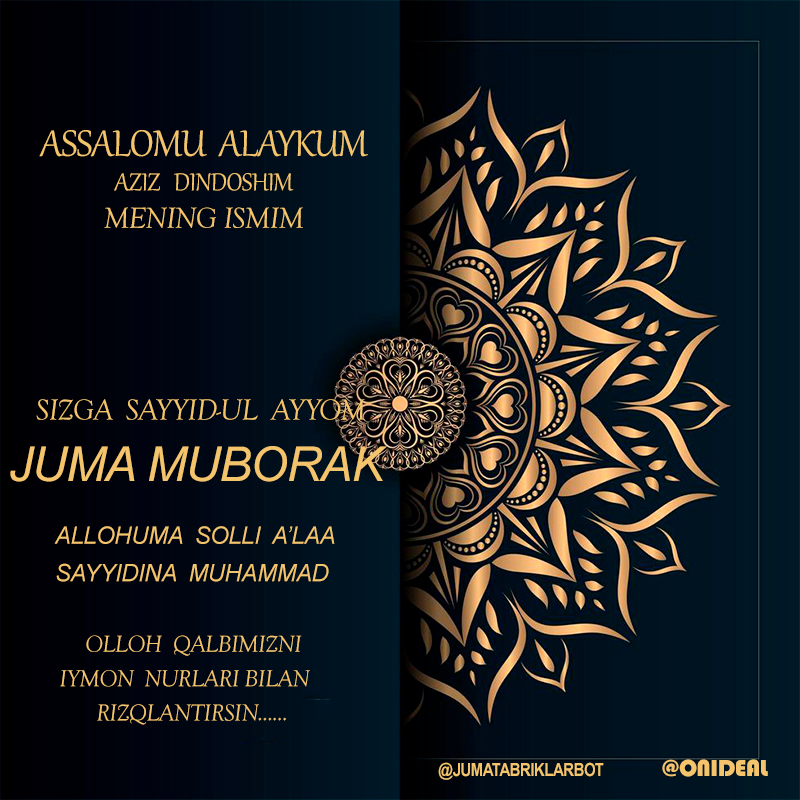 ASSALOMU ALAYKUM
AZIZ DINDOSHIM
MENING ISMIM
SIZGA SAYYID-UL AYYOM
JUMA MUBORAK
ALLOHUMA SOLLI A'LAA
SAYYIDINA MUHAMMAD
OLLOH QALBIMIZNI
IYMON NURLARI BILAN
RIZQLANTIRSIN......
@JUMATABRIKLARBOT
@ONIDEAL